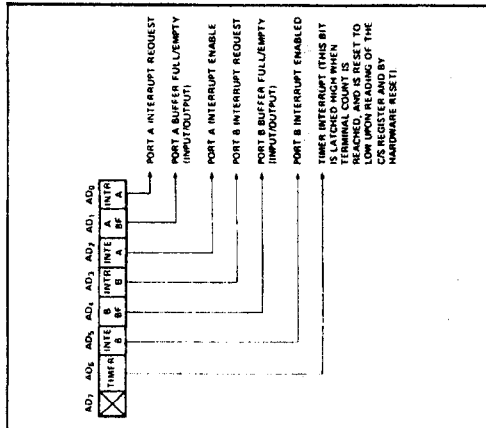 AD7 AD6 AD5 AD4 AD3 AD2 AD1 AD0
TIMER
INTE
B
B
BF
INTR
B
INTE
A
A
BF
INTR
A
PORT A INTERRUPT REQUEST
PORT A BUFFER FULL/EMPTY
(INPUT/OUTPUT)
PORT A INTERRUPT ENABLE
PORT B INTERRUPT REQUEST
PORT B BUFFER FULL/EMPTY
(INPUT/OUTPUT)
PORT B INTERRUPT ENABLED
TIMER INTERRUPT (THIS BIT
IS LATCHED HIGH WHEN
TERMINAL COUNT IS
REACHED, AND IS RESET TO
LOW UPON READING OF THE
C/S REGISTER AND BY
HARDWARE RESET).